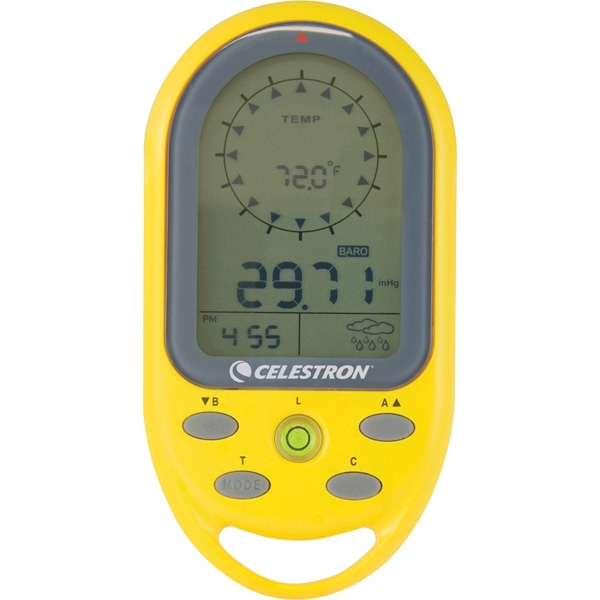 TEMP
72.0°F
BARO
29.71 inHg
PM
4 55
CELESTRON
▼B L A▲
T C
MODE